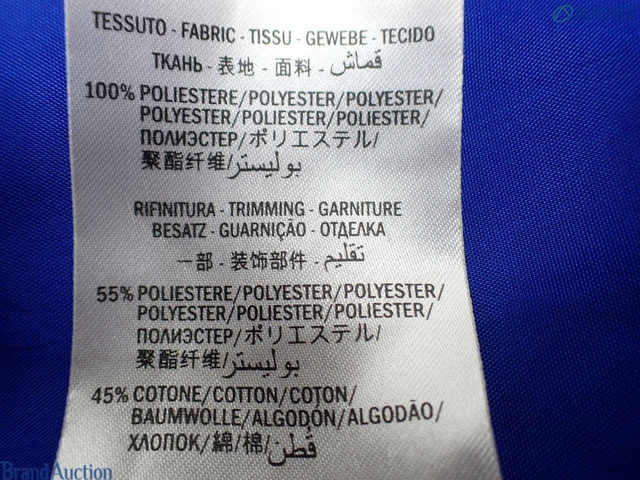 TESSUTO - FABRIC - TISSU - GEWEBE - TECIDO
ТКАНЬ - 表地 - 面料 - قماش
100% POLIESTERE/POLYESTER/POLYESTER/
POLYESTER/POLIESTER/POLIESTER/
ПОЛИЭСТЕР/ポリエステル/
聚酯纤维/بوليستر
RIFINITURA - TRIMMING - GARNITURE
BESATZ - GUARNIÇÃO - ОТДЕЛКА
一部 - 装饰部件 - تقليم
55% POLIESTERE/POLYESTER/POLYESTER/
POLYESTER/POLIESTER/POLIESTER/
ПОЛИЭСТЕР/ポリエステル/
聚酯纤维/بوليستر
45% COTONE/COTTON/COTON/
BAUMWOLLE/ALGODÓN/ALGODÃO/
ХЛОПОК/綿/棉/قطن
Brand Auction